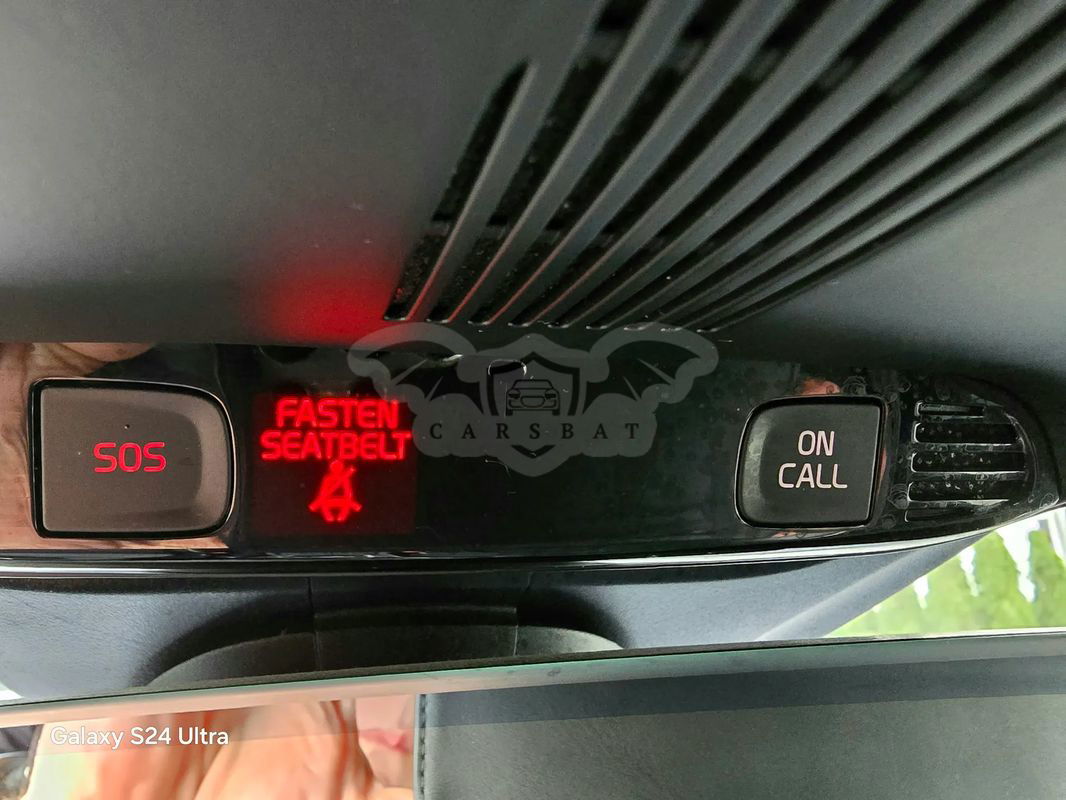 SOS
FASTEN
SEATBELT
CARSBAT
ON
CALL
Galaxy S24 Ultra